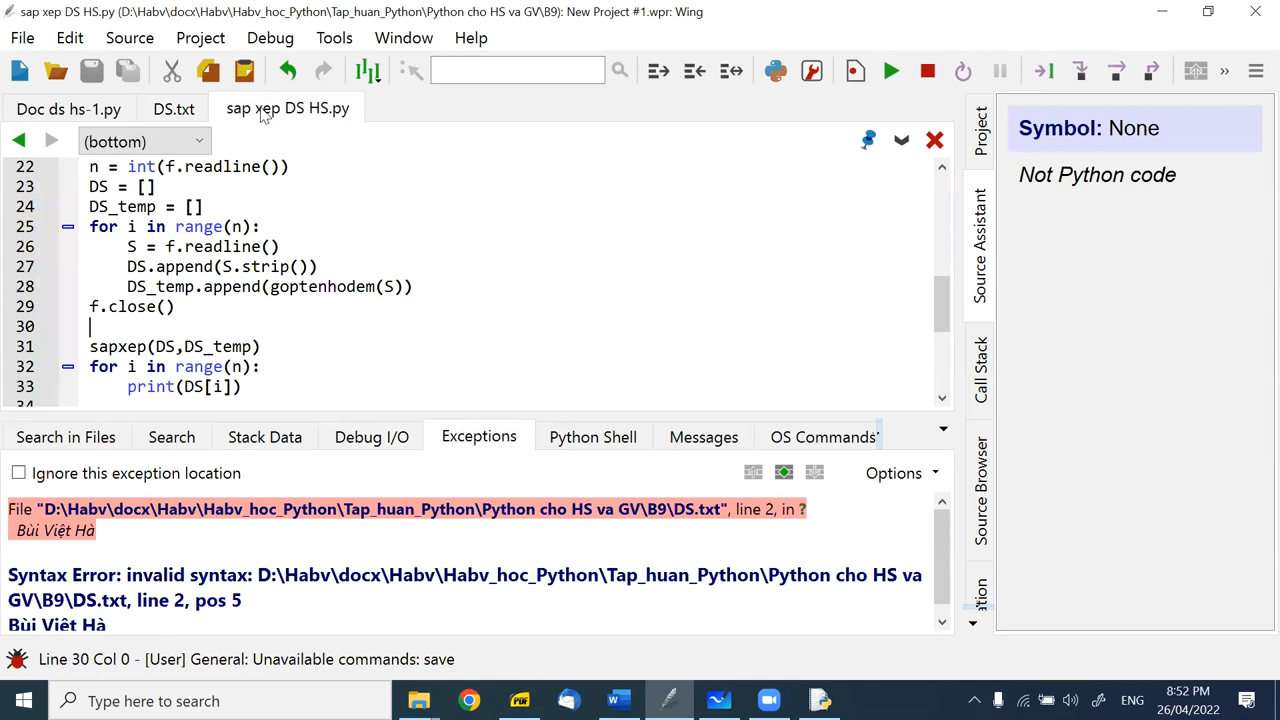 sap xep DS HS.py (D:\Habv\docx\Habv\Habv_hoc_Python\Tap_huan_Python\Python cho HS va GV\B9): New Project #1.wpr: Wing
File Edit Source Project Debug Tools Window Help
Doc ds hs-1.py DS.txt sap xep DS HS.py
(bottom)
22 n = int(f.readline())
23 DS = []
24 DS_temp = []
25 for i in range(n):
26 S = f.readline()
27 DS.append(S.strip())
28 DS_temp.append(goptenhodem(S))
29 f.close()
30
31 sapxep(DS,DS_temp)
32 for i in range(n):
33 print(DS[i])
34
Project
Source Assistant
Call Stack
Source Browser
Symbol: None
Not Python code
Search in Files Search Stack Data Debug I/O Exceptions Python Shell Messages OS Commands
Ignore this exception location Options
File "D:\Habv\docx\Habv\Habv_hoc_Python\Tap_huan_Python\Python cho HS va GV\B9\DS.txt", line 2, in ?
Bùi Việt Hà
Syntax Error: invalid syntax: D:\Habv\docx\Habv\Habv_hoc_Python\Tap_huan_Python\Python cho HS va
GV\B9\DS.txt, line 2, pos 5
Bùi Việt Hà
Line 30 Col 0 - [User] General: Unavailable commands: save
Type here to search
PDF
ENG
8:52 PM
26/04/2022